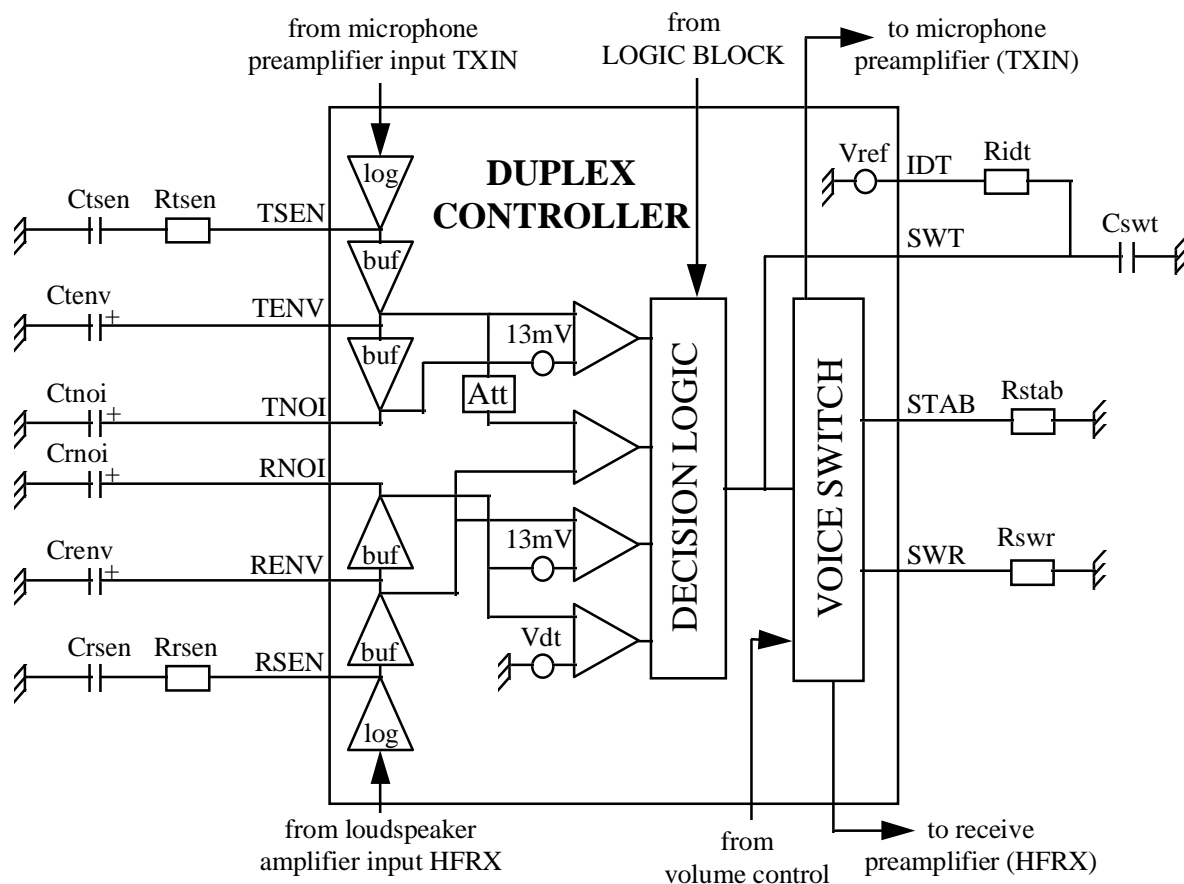 from microphone
preamplifier input TXIN
from
LOGIC BLOCK
to microphone
preamplifier (TXIN)
DUPLEX
CONTROLLER
log
Vref
IDT
Ridt
Ctsen
Rtsen
TSEN
SWT
Cswt
buf
Ctenv
+
TENV
13mV
buf
Att
Ctnoi
+
TNOI
STAB
Rstab
Crnoi
+
RNOI
DECISION LOGIC
VOICE SWITCH
13mV
buf
Crenv
+
RENV
SWR
Rswr
Vdt
buf
Crsen
Rrsen
RSEN
log
from loudspeaker
amplifier input HFRX
from
volume control
to receive
preamplifier (HFRX)